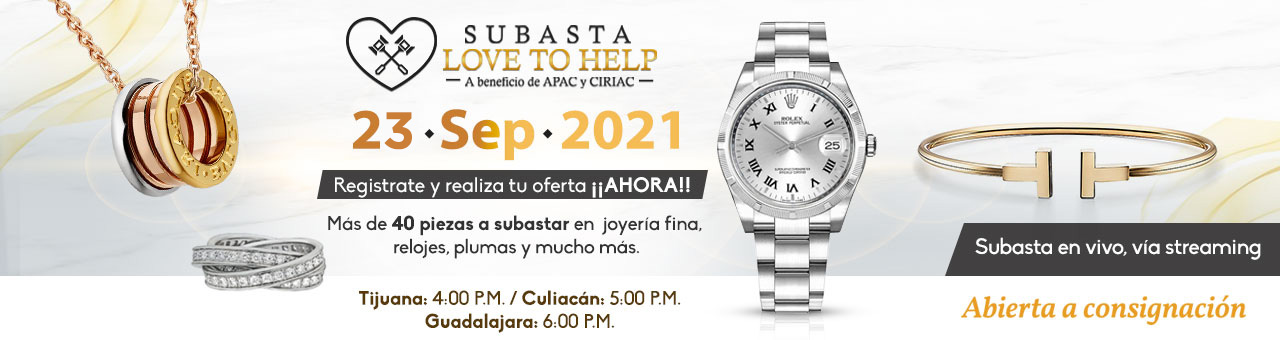 SUBASTA
LOVE TO HELP
A beneficio de APAC y CIRIAC
23 • Sep • 2021
Registrate y realiza tu oferta ¡¡AHORA!!
Más de 40 piezas a subastar en joyería fina,
relojes, plumas y mucho más.
Tijuana: 4:00 P.M. / Culiacán: 5:00 P.M.
Guadalajara: 6:00 P.M.
ROLEX
OYSTER PERPETUAL
25
Subasta en vivo, vía streaming
Abierta a consignación